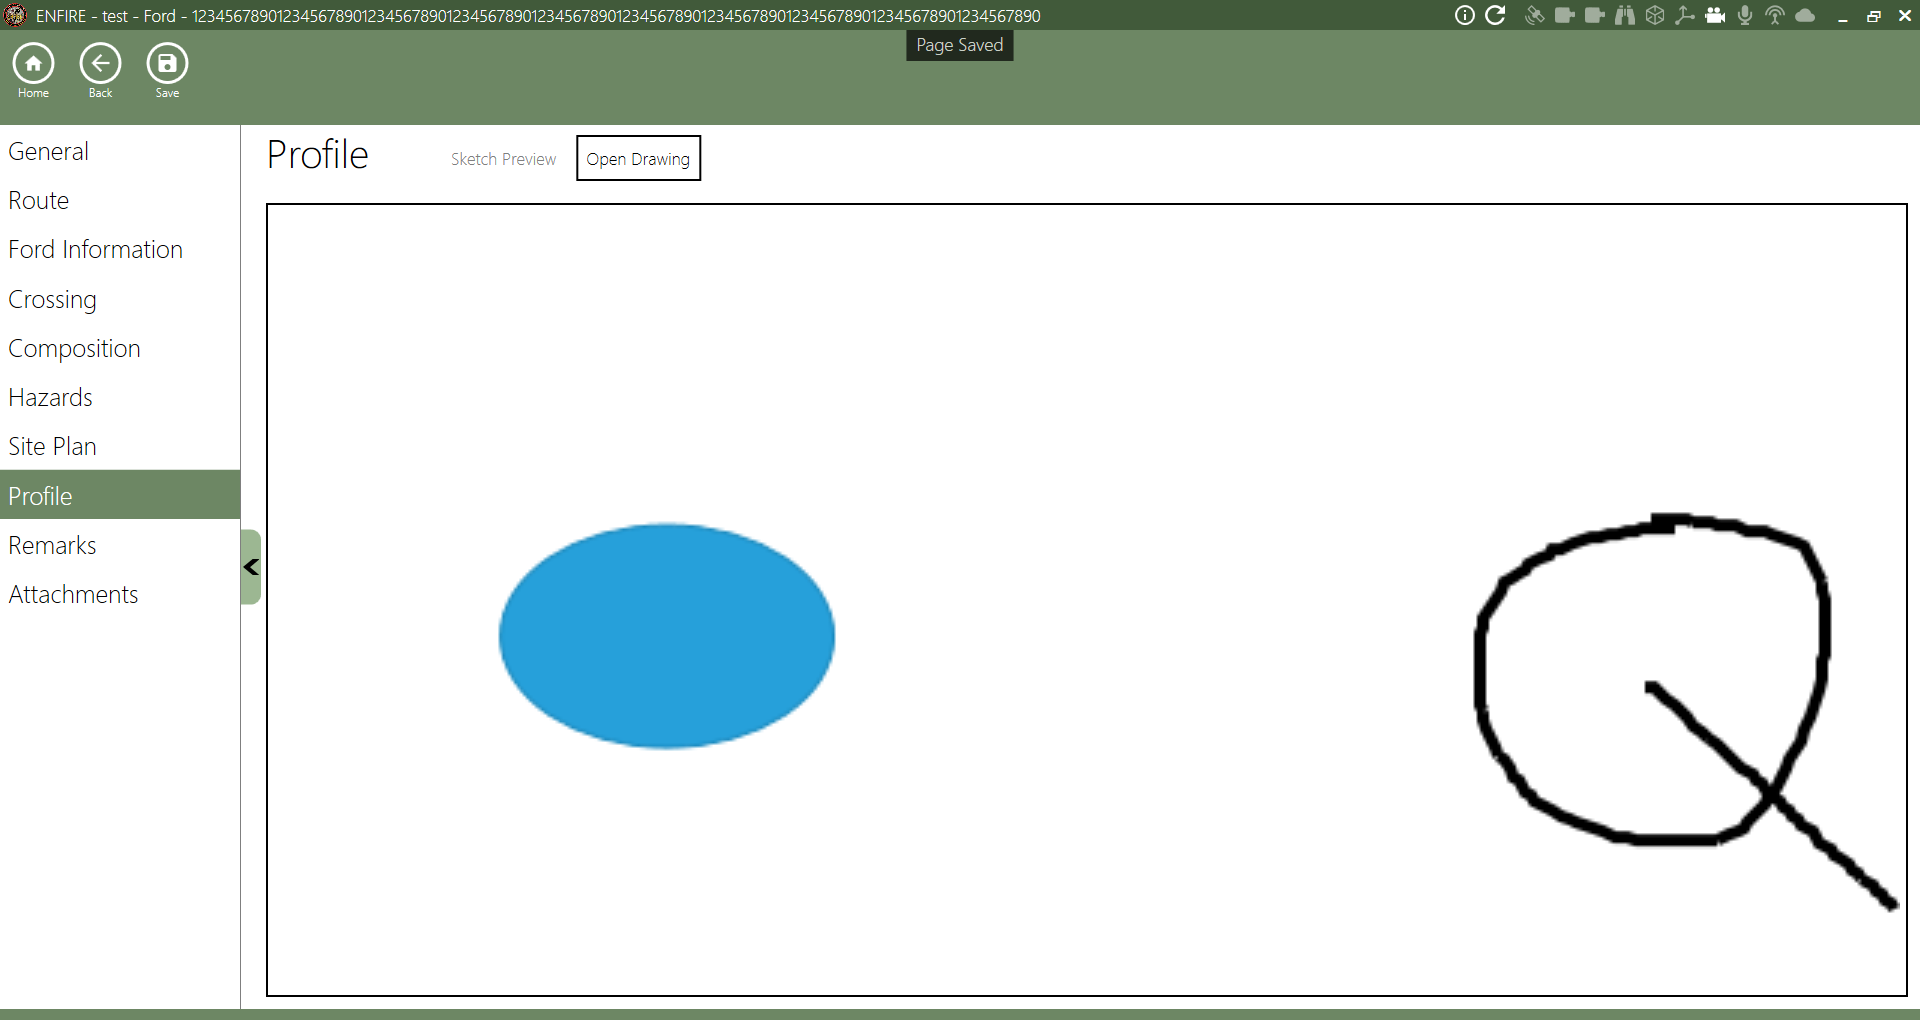 ENFIRE - test - Ford - 1234567890123456789012345678901234567890123456789012345678901234567890123456789012345678901234567890
Page Saved
Home
Back
Save
General
Route
Ford Information
Crossing
Composition
Hazards
Site Plan
Profile
Remarks
Attachments
Profile
Sketch Preview
Open Drawing